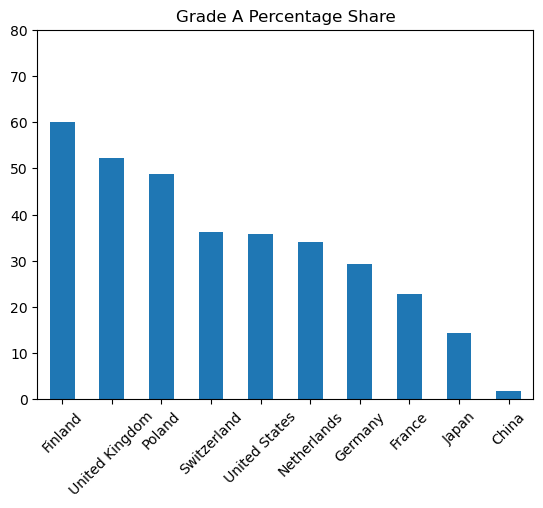 Grade A Percentage Share
80
70
60
50
40
30
20
10
0
Finland
United Kingdom
Poland
Switzerland
United States
Netherlands
Germany
France
Japan
China